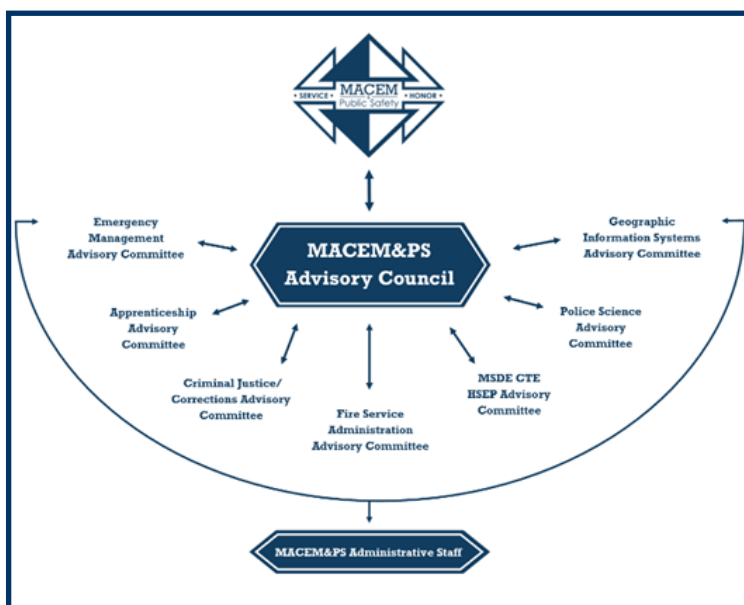 • SERVICE •
MACEM
&
Public Safety
• HONOR •
Emergency
Management
Advisory Committee
MACEM&PS
Advisory Council
Geographic
Information Systems
Advisory Committee
Apprenticeship
Advisory
Committee
Police Science
Advisory
Committee
Criminal Justice/
Corrections Advisory
Committee
Fire Service
Administration
Advisory Committee
MSDE CTE
HSEP Advisory
Committee
MACEM&PS Administrative Staff